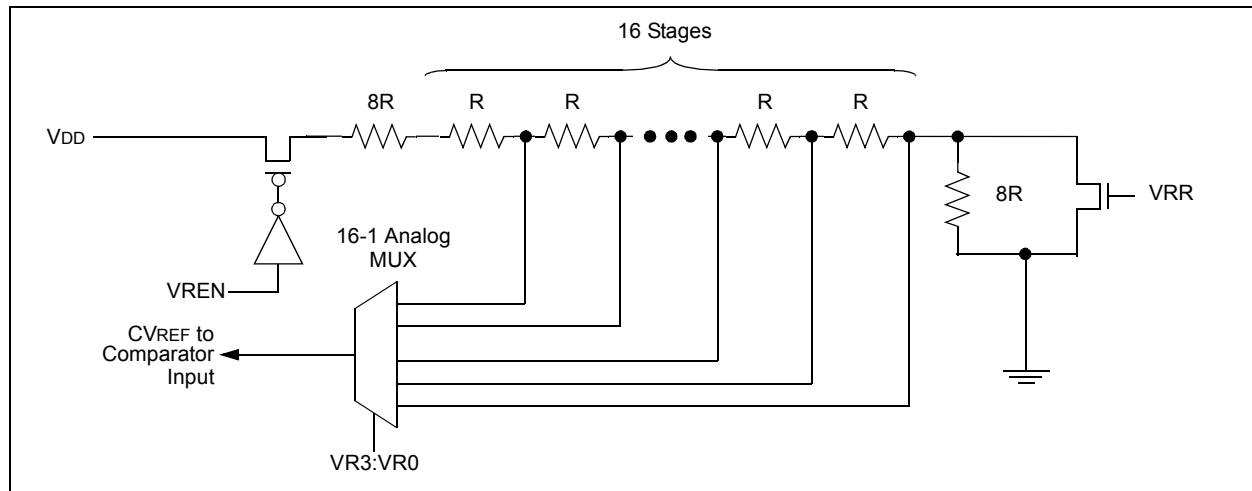 16 Stages
8R
R
R
R
R
VDD
8R
VRR
16-1 Analog
MUX
VREN
CVREF to
Comparator
Input
VR3:VR0